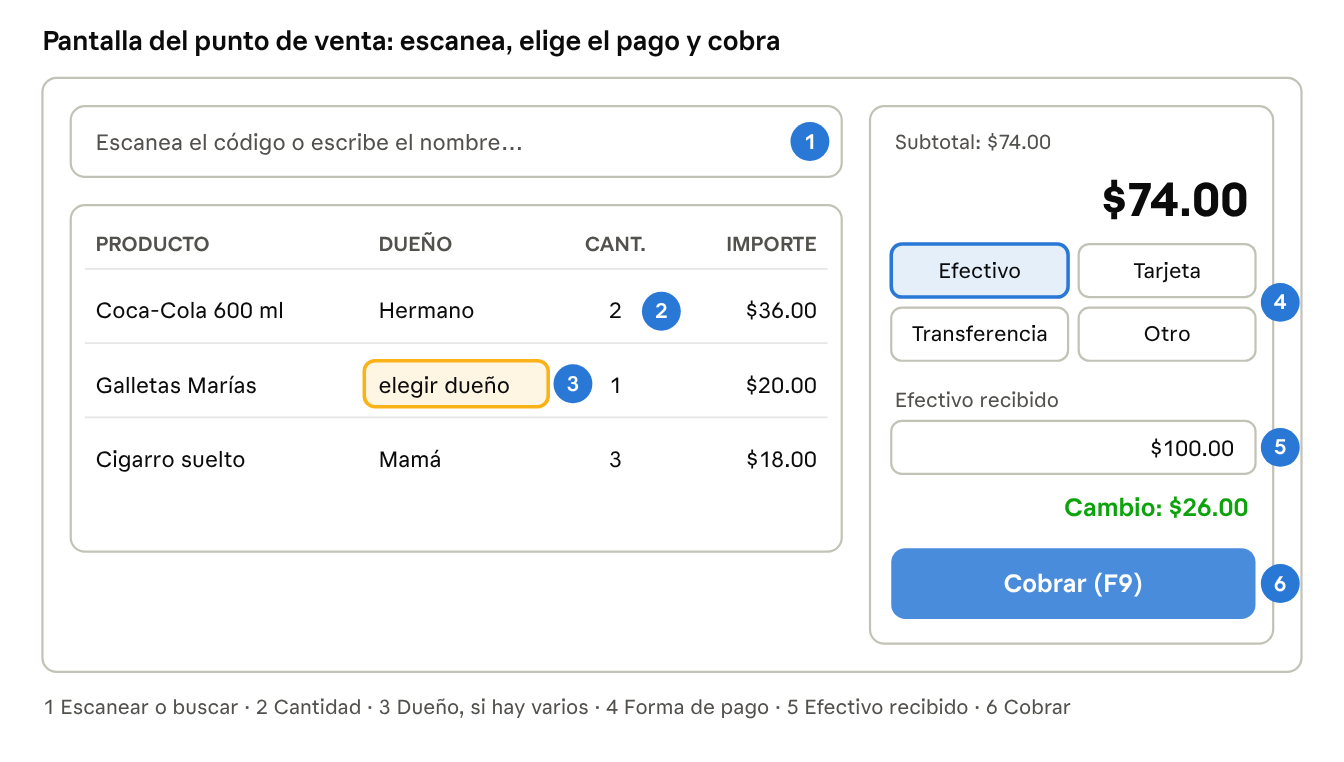 Pantalla del punto de venta: escanea, elige el pago y cobra
Escanea el código o escribe el nombre...
1
PRODUCTO DUEÑO CANT. IMPORTE
Coca-Cola 600 ml Hermano 2 2 $36.00
Galletas Marías elegir dueño 3 1 $20.00
Cigarro suelto Mamá 3 $18.00
Subtotal: $74.00
$74.00
Efectivo Tarjeta
4
Transferencia Otro
Efectivo recibido
$100.00 5
Cambio: $26.00
Cobrar (F9) 6
1 Escanear o buscar · 2 Cantidad · 3 Dueño, si hay varios · 4 Forma de pago · 5 Efectivo recibido · 6 Cobrar